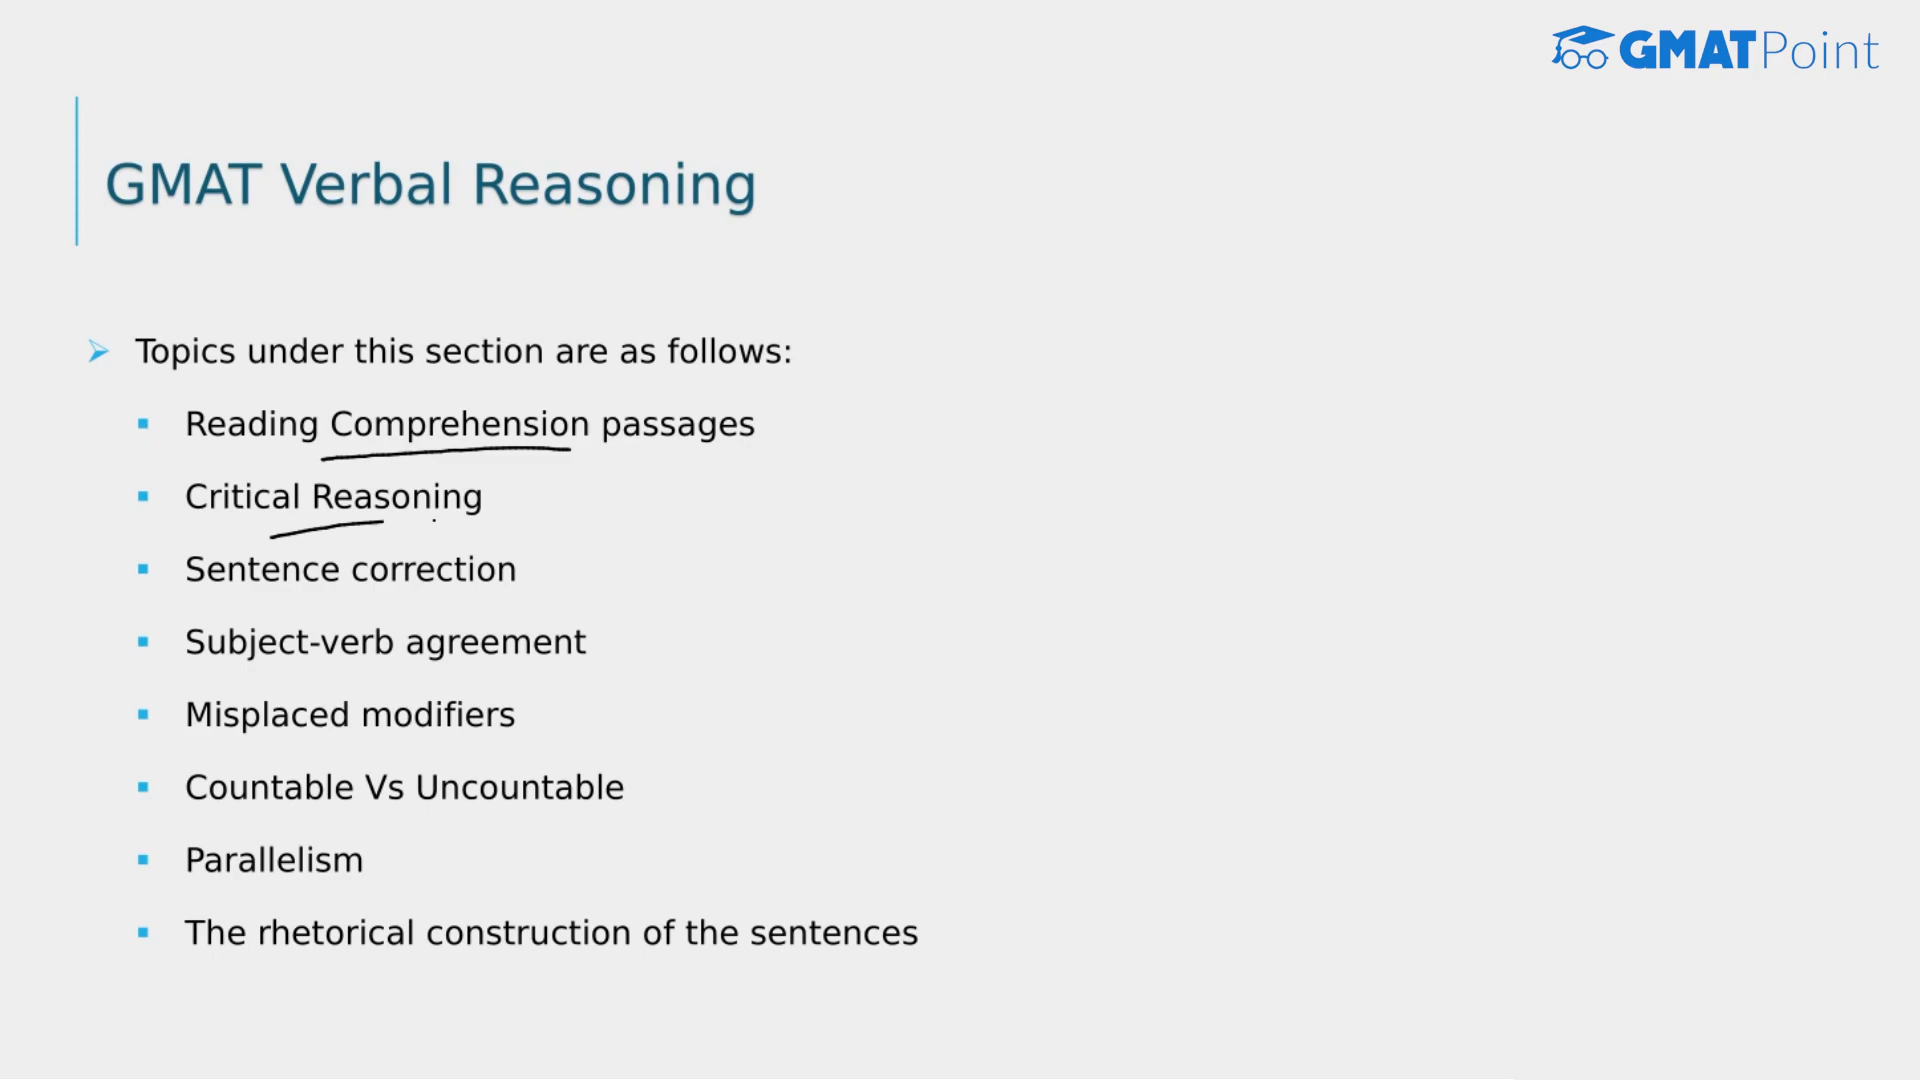 GMATPoint
GMAT Verbal Reasoning
Topics under this section are as follows:
Reading Comprehension passages
Critical Reasoning
Sentence correction
Subject-verb agreement
Misplaced modifiers
Countable Vs Uncountable
Parallelism
The rhetorical construction of the sentences